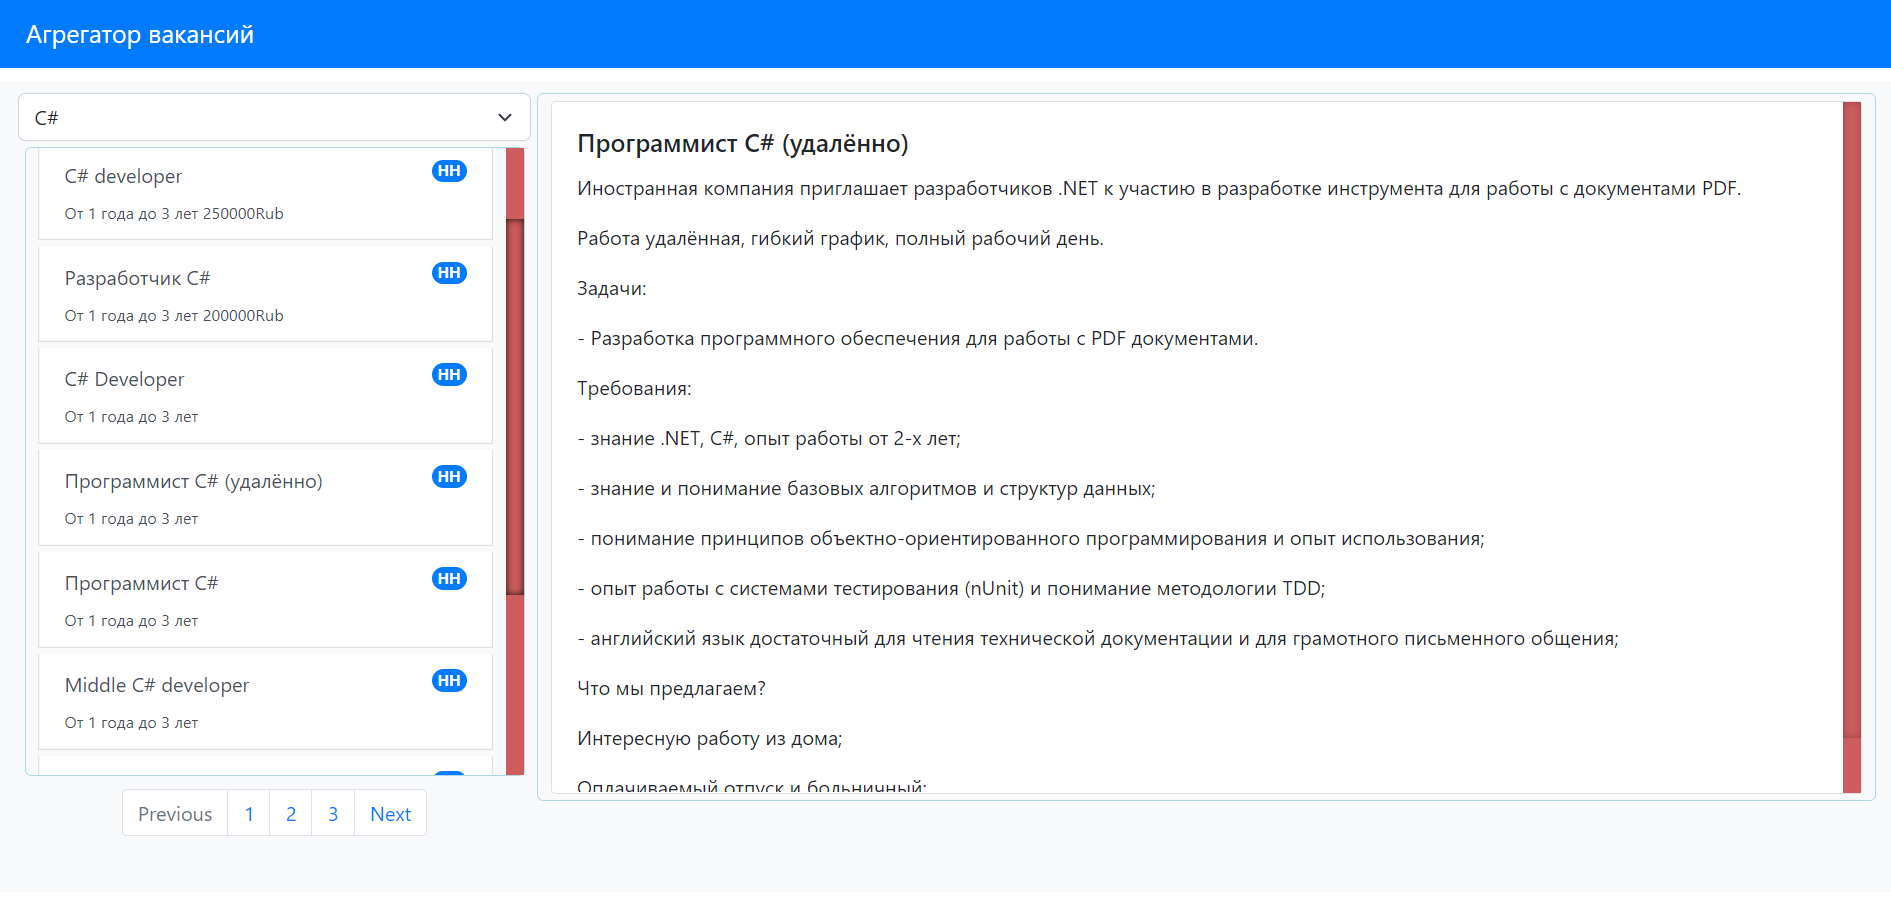 Агрегатор вакансий
C#
C# developer
HH
От 1 года до 3 лет 250000Rub
Разработчик C#
HH
От 1 года до 3 лет 200000Rub
C# Developer
HH
От 1 года до 3 лет
Программист C# (удалённо)
HH
От 1 года до 3 лет
Программист C#
HH
От 1 года до 3 лет
Middle C# developer
HH
От 1 года до 3 лет
Previous 1 2 3 Next
Программист C# (удалённо)
Иностранная компания приглашает разработчиков .NET к участию в разработке инструмента для работы с документами PDF.
Работа удалённая, гибкий график, полный рабочий день.
Задачи:
- Разработка программного обеспечения для работы с PDF документами.
Требования:
- знание .NET, C#, опыт работы от 2-х лет;
- знание и понимание базовых алгоритмов и структур данных;
- понимание принципов объектно-ориентированного программирования и опыт использования;
- опыт работы с системами тестирования (nUnit) и понимание методологии TDD;
- английский язык достаточный для чтения технической документации и для грамотного письменного общения;
Что мы предлагаем?
Интересную работу из дома;
Оплачиваемый отпуск и больничный;